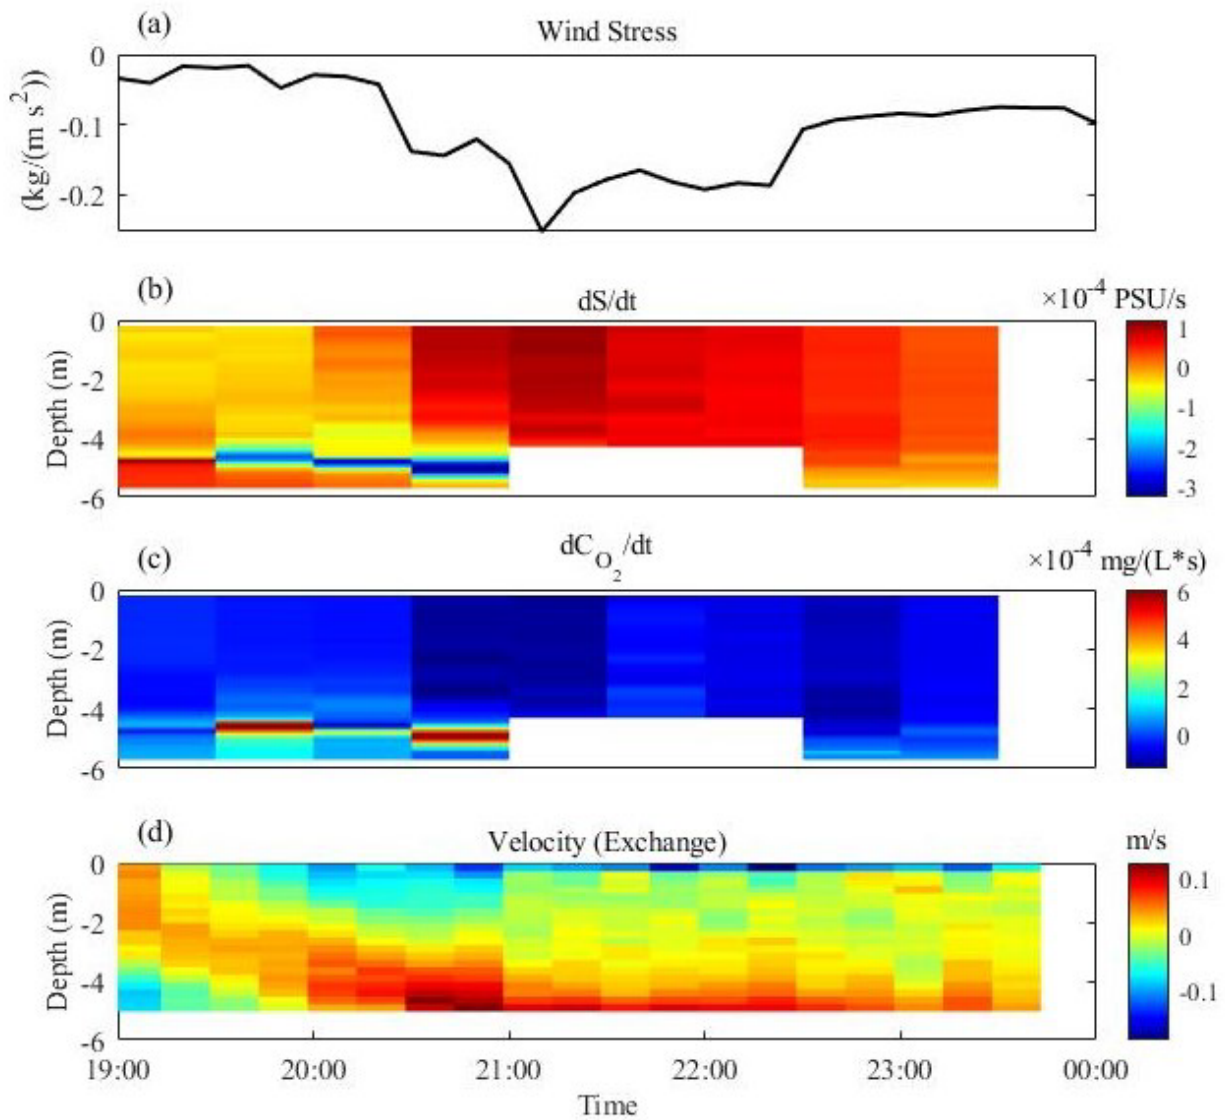 (a)
Wind Stress
0
-0.1
-0.2
(kg/(m s²))
(b)
dS/dt
×10⁻⁴ PSU/s
0
-2
-4
-6
Depth (m)
1
0
-1
-2
-3
(c)
dC_O₂/dt
×10⁻⁴ mg/(L*s)
0
-2
-4
-6
Depth (m)
6
4
2
0
(d)
Velocity (Exchange)
m/s
0
-2
-4
-6
Depth (m)
0.1
0
-0.1
19:00 20:00 21:00 22:00 23:00 00:00
Time